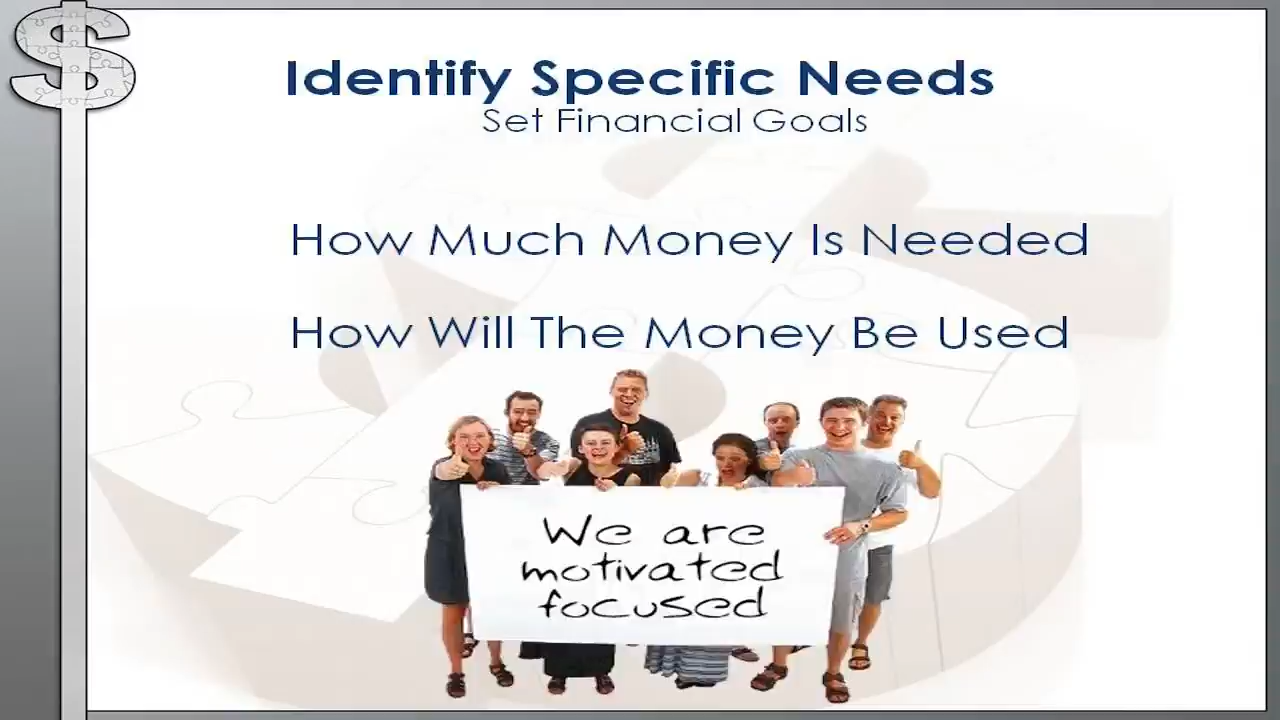 Identify Specific Needs
Set Financial Goals
How Much Money Is Needed
How Will The Money Be Used
We are
motivated
focused